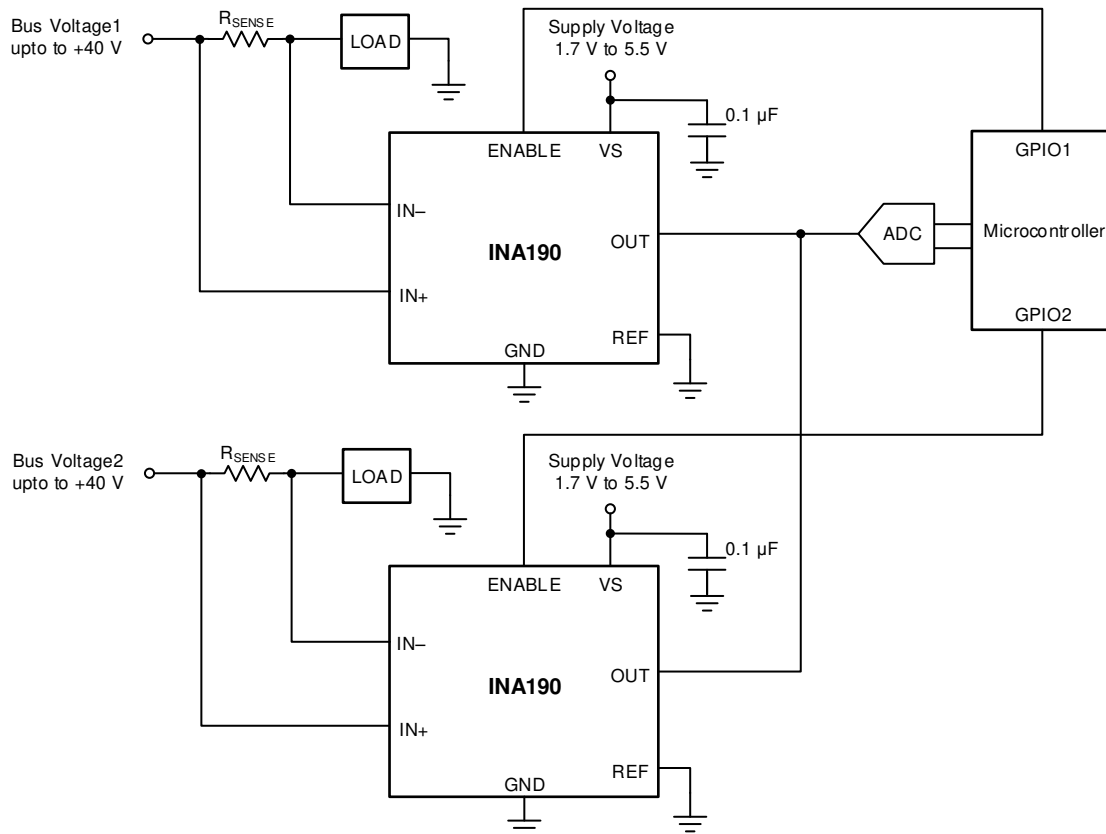 Bus Voltage1
upto to +40 V
RSENSE
LOAD
Supply Voltage
1.7 V to 5.5 V
0.1 µF
ENABLE
VS
GPIO1
IN–
INA190
OUT
ADC
Microcontroller
IN+
GPIO2
REF
GND
Bus Voltage2
upto to +40 V
RSENSE
LOAD
Supply Voltage
1.7 V to 5.5 V
0.1 µF
ENABLE
VS
IN–
INA190
OUT
IN+
REF
GND